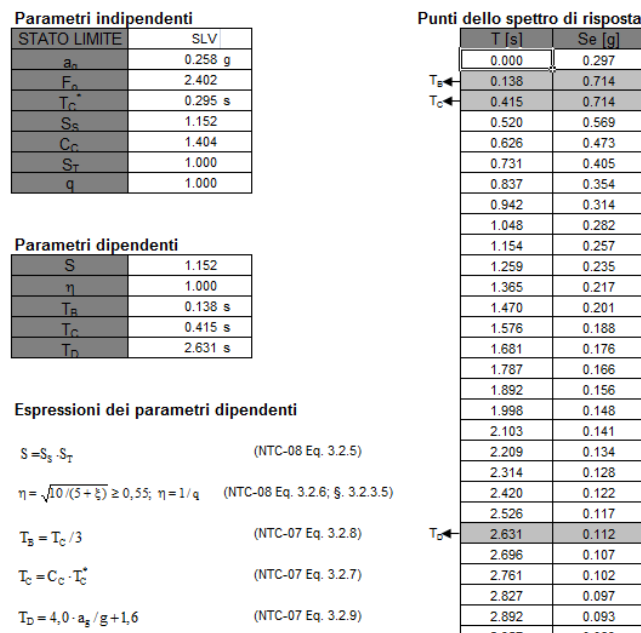 Parametri indipendenti
STATO LIMITE SLV
ag 0.258 g
Fo 2.402
TC* 0.295 s
SS 1.152
CC 1.404
ST 1.000
q 1.000
Parametri dipendenti
S 1.152
η 1.000
TB 0.138 s
TC 0.415 s
TD 2.631 s
Espressioni dei parametri dipendenti
S =SS ·ST (NTC-08 Eq. 3.2.5)
η = √10/(5+ξ) ≥ 0,55; η = 1/q (NTC-08 Eq. 3.2.6; §. 3.2.3.5)
TB = TC / 3 (NTC-07 Eq. 3.2.8)
TC = CC · TC* (NTC-07 Eq. 3.2.7)
TD = 4,0 · ag / g + 1,6 (NTC-07 Eq. 3.2.9)
Punti dello spettro di risposta
T [s] Se [g]
0.000 0.297
TB 0.138 0.714
TC 0.415 0.714
0.520 0.569
0.626 0.473
0.731 0.405
0.837 0.354
0.942 0.314
1.048 0.282
1.154 0.257
1.259 0.235
1.365 0.217
1.470 0.201
1.576 0.188
1.681 0.176
1.787 0.166
1.892 0.156
1.998 0.148
2.103 0.141
2.209 0.134
2.314 0.128
2.420 0.122
2.526 0.117
TD 2.631 0.112
2.696 0.107
2.761 0.102
2.827 0.097
2.892 0.093